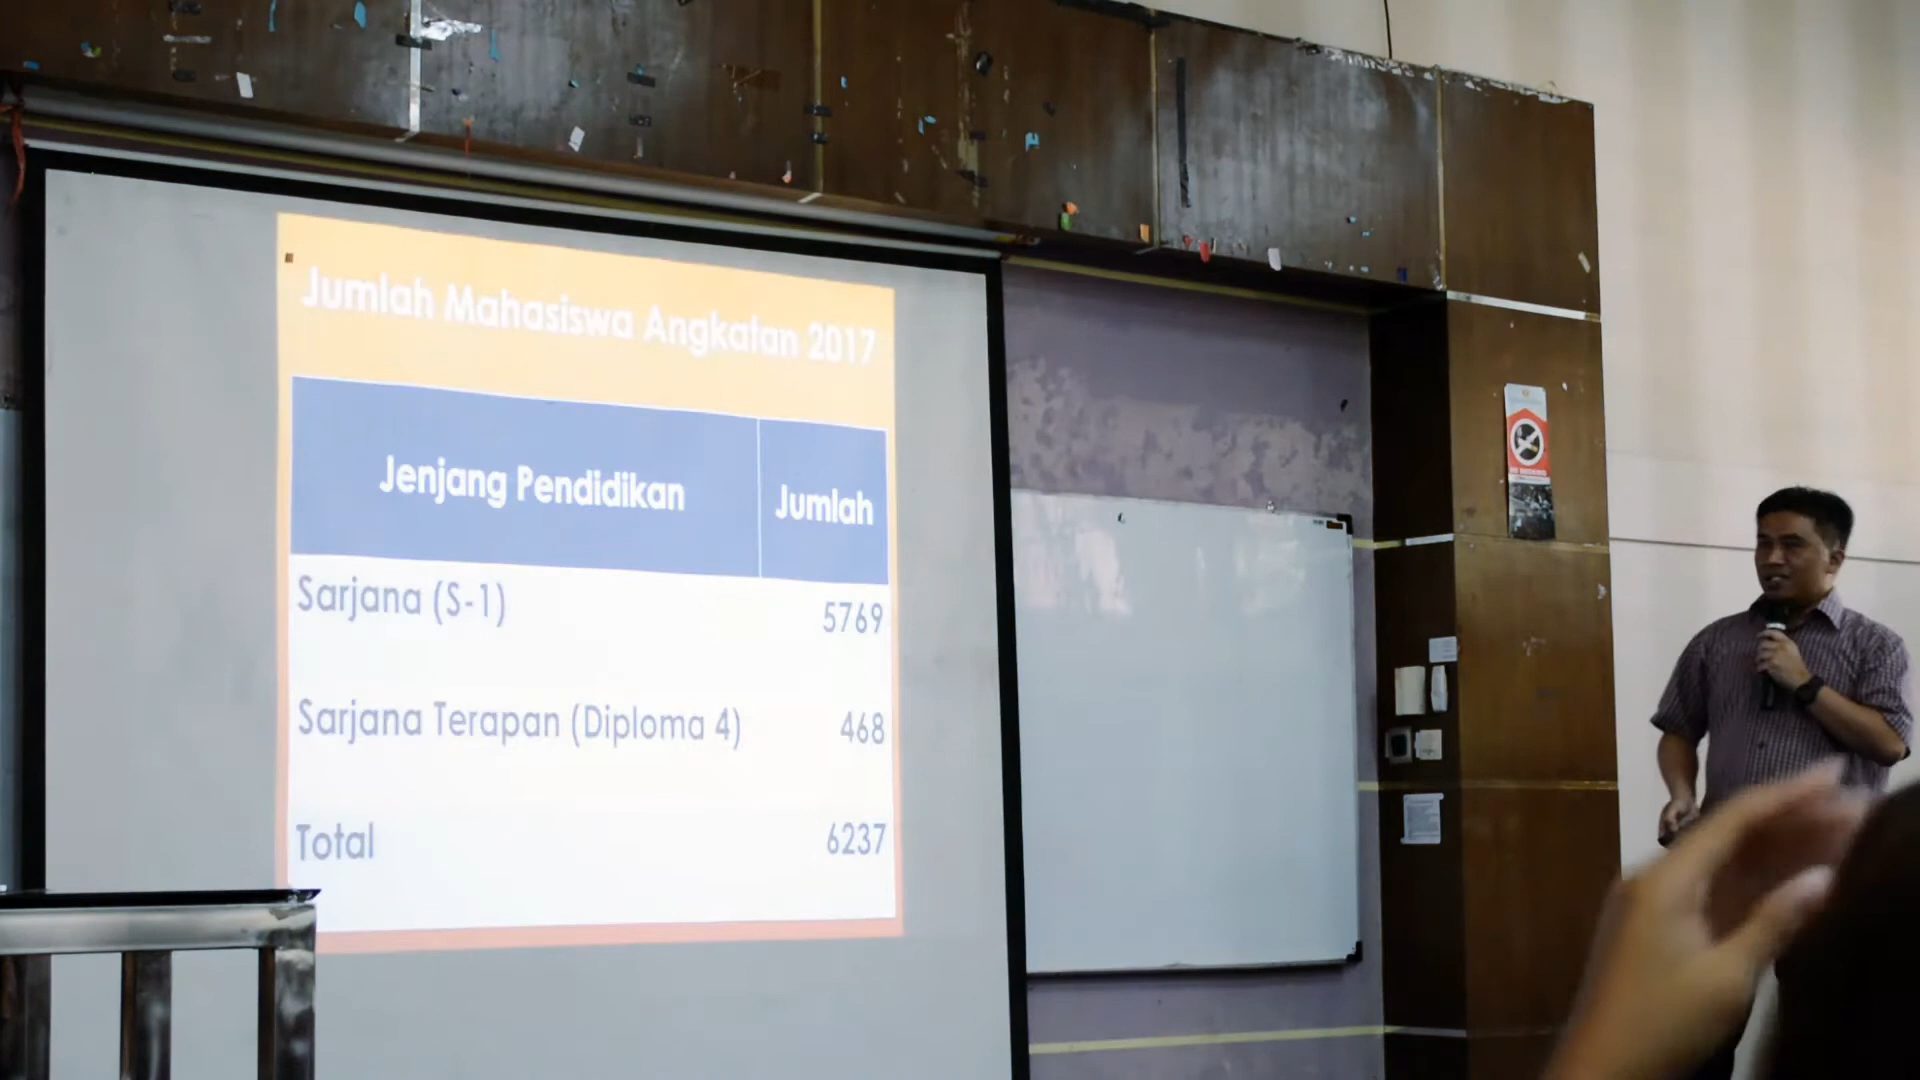 Jumlah Mahasiswa Angkatan 2017
Jenjang Pendidikan Jumlah
Sarjana (S-1) 5769
Sarjana Terapan (Diploma 4) 468
Total 6237